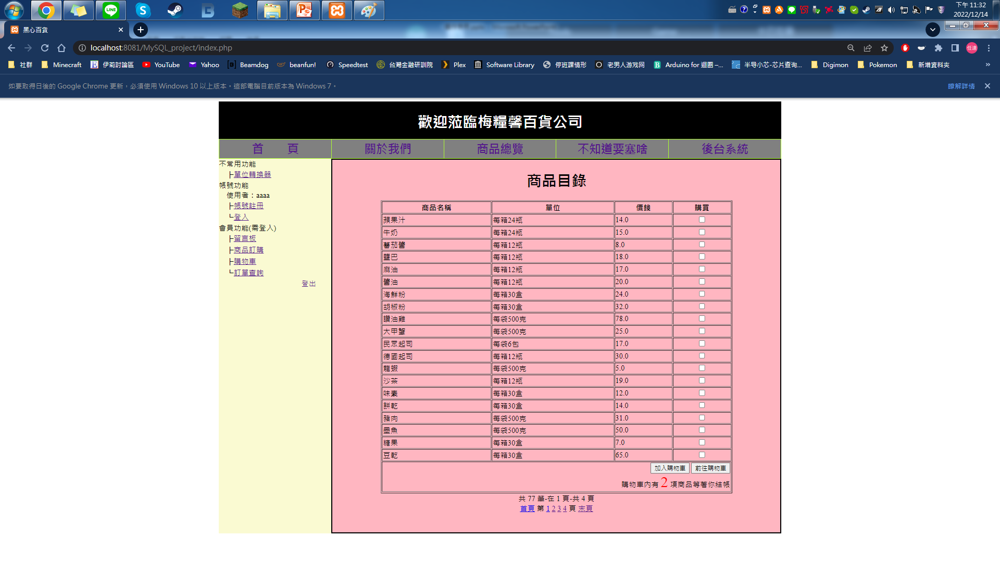 下午 11:32
2022/12/14
黑心百貨
localhost:8081/MySQL_project/index.php
任達
社群 Minecraft 伊莉討論區 YouTube Yahoo Beamdog beanfun! Speedtest 台灣金融研訓院 Plex Software Library 停班課情形 老男人游戏网 Arduino for 迴圈 –... 半导小芯-芯片查询... Digimon Pokemon 新增資料夾 »
如要取得日後的 Google Chrome 更新，必須使用 Windows 10 以上版本。這部電腦目前版本為 Windows 7。 瞭解詳情
歡迎蒞臨梅糧馨百貨公司
首 頁 關於我們 商品總覽 不知道要塞啥 後台系統
不常用功能
├單位轉換器
帳號功能
使用者：aaaa
├帳號註冊
└登入
會員功能(需登入)
├留言板
├商品訂購
├購物車
└訂單查詢
登出
商品目錄
商品名稱 單位 價錢 購買
蘋果汁 每箱24瓶 14.0
牛奶 每箱24瓶 15.0
蕃茄醬 每箱12瓶 8.0
鹽巴 每箱12瓶 18.0
麻油 每箱12瓶 17.0
醬油 每箱12瓶 20.0
海鮮粉 每箱30盒 24.0
胡椒粉 每箱30盒 32.0
讚油雞 每袋500克 78.0
大甲蟹 每袋500克 25.0
民眾起司 每袋6包 17.0
德國起司 每箱12瓶 30.0
龍蝦 每袋500克 5.0
沙茶 每箱12瓶 19.0
味素 每箱30盒 12.0
餅乾 每箱30盒 14.0
豬肉 每袋500克 31.0
墨魚 每袋500克 50.0
糖果 每箱30盒 7.0
豆乾 每箱30盒 65.0
加入購物車 前往購物車
購物車內有 2 項商品等著你結帳
共 77 筆-在 1 頁-共 4 頁
首頁 第 1 2 3 4 頁 末頁